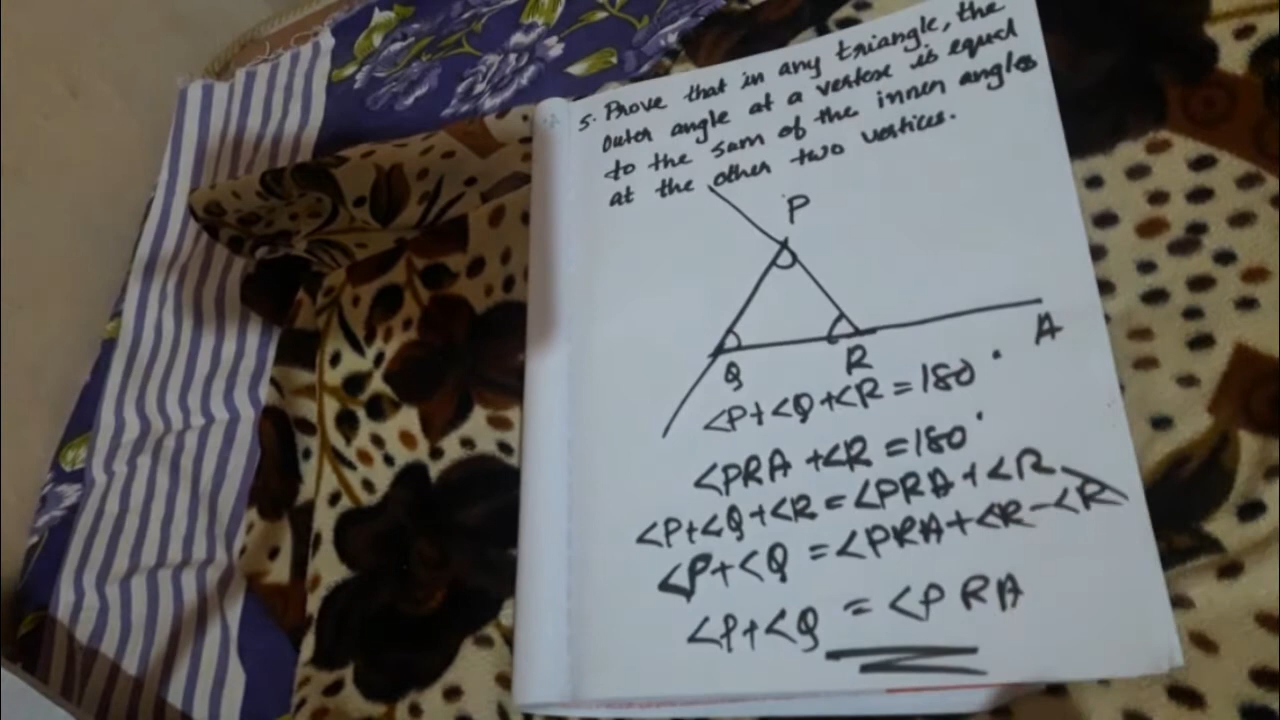 5. Prove that in any triangle, the
outer angle at a vertex is equal
to the sum of the inner angles
at the other two vertices.
P
Q
R
A
<P+<Q+<R = 180°
<PRA +<R = 180°
<P+<Q+<R = <PRA+<R
<P+<Q = <PRA+<R-<R
<P+<Q = <PRA